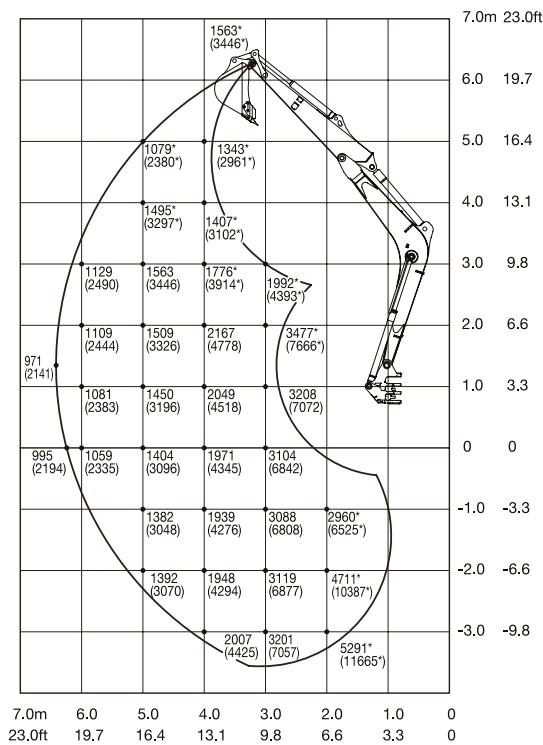 7.0m 23.0ft
1563*
(3446*)
6.0 19.7
5.0 16.4
1079* 1343*
(2380*) (2961*)
4.0 13.1
1495* 1407*
(3297*) (3102*)
3.0 9.8
1129 1563 1776* 1992*
(2490) (3446) (3914*) (4393*)
2.0 6.6
1109 1509 2167 3477*
(2444) (3326) (4778) (7666*)
971
(2141)
1.0 3.3
1081 1450 2049 3208
(2383) (3196) (4518) (7072)
0 0
995 1059 1404 1971 3104
(2194) (2335) (3096) (4345) (6842)
-1.0 -3.3
1382 1939 3088 2960*
(3048) (4276) (6808) (6525*)
-2.0 -6.6
1392 1948 3119 4711*
(3070) (4294) (6877) (10387*)
-3.0 -9.8
2007 3201 5291*
(4425) (7057) (11665*)
7.0m 6.0 5.0 4.0 3.0 2.0 1.0 0
23.0ft 19.7 16.4 13.1 9.8 6.6 3.3 0